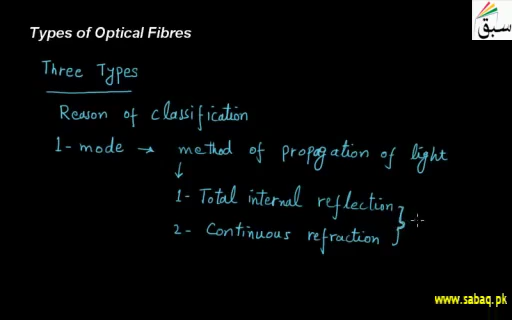 سبق
Types of Optical Fibres
Three Types
Reason of classification
1- mode → method of propagation of light
↓
1- Total internal reflection
2- Continuous refraction
www.sabaq.pk